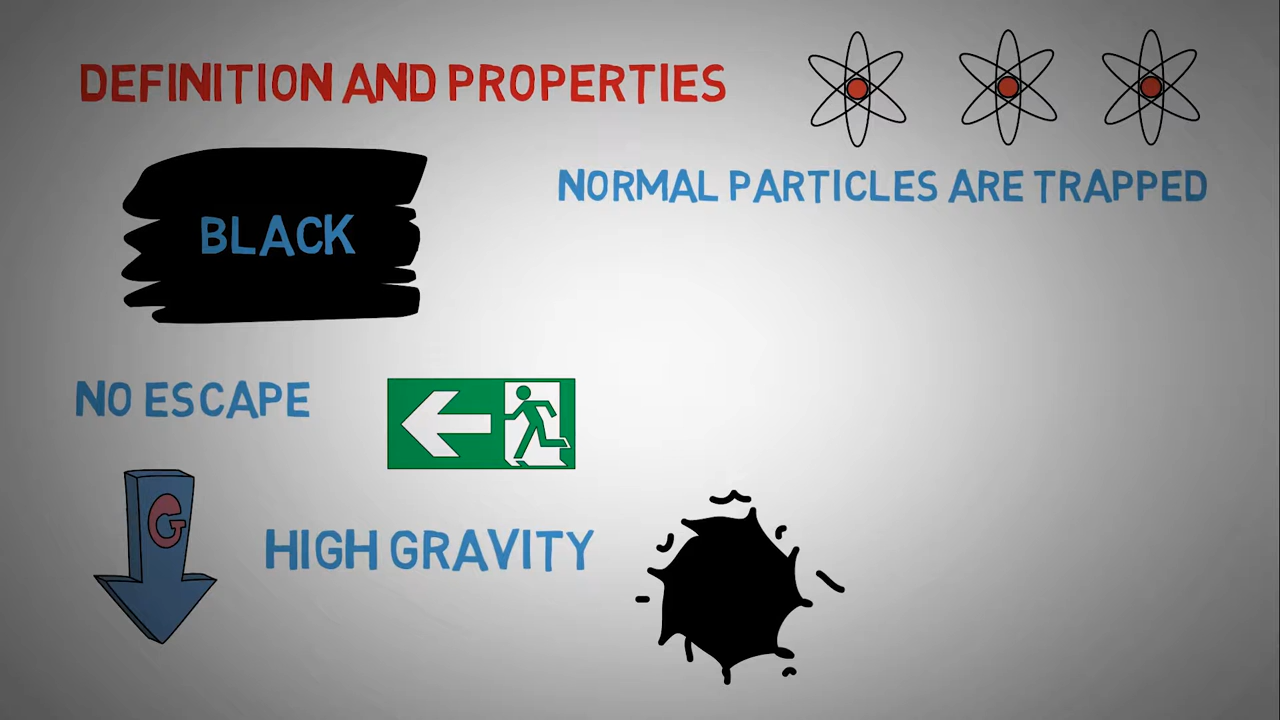 DEFINITION AND PROPERTIES
NORMAL PARTICLES ARE TRAPPED
BLACK
NO ESCAPE
G
HIGH GRAVITY